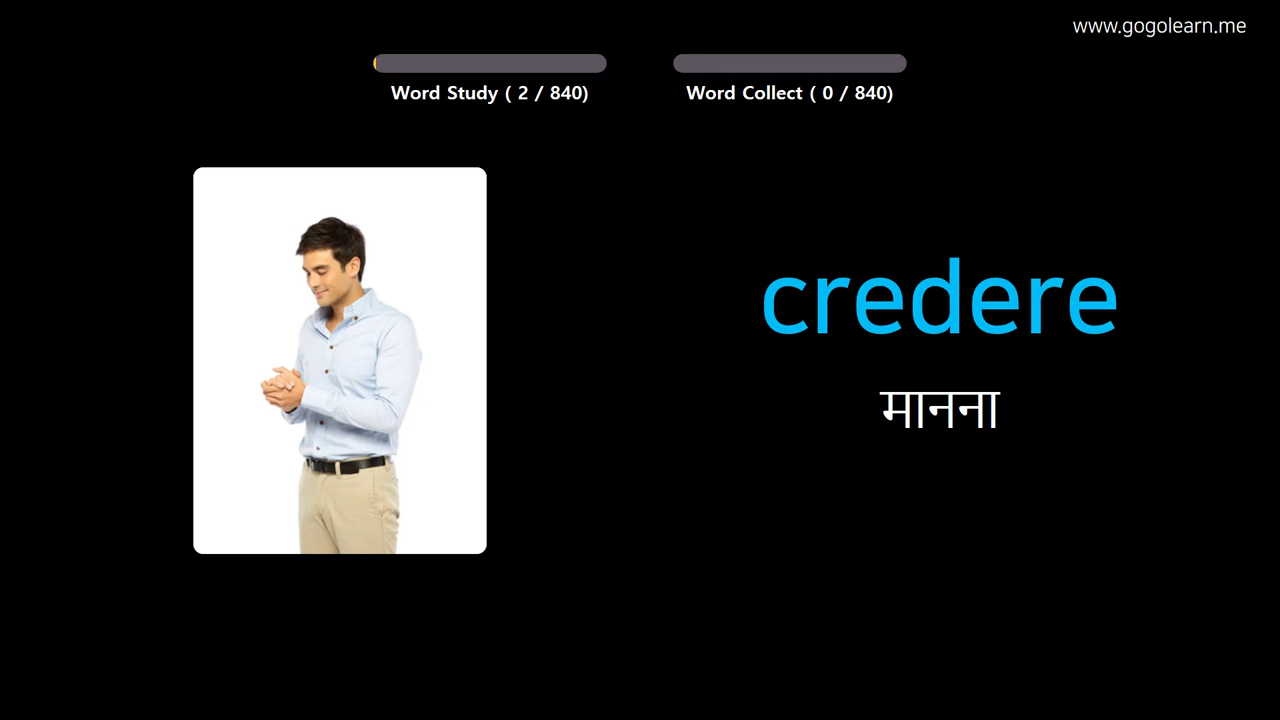 www.gogolearn.me
Word Study ( 2 / 840)
Word Collect ( 0 / 840)
credere
मानना